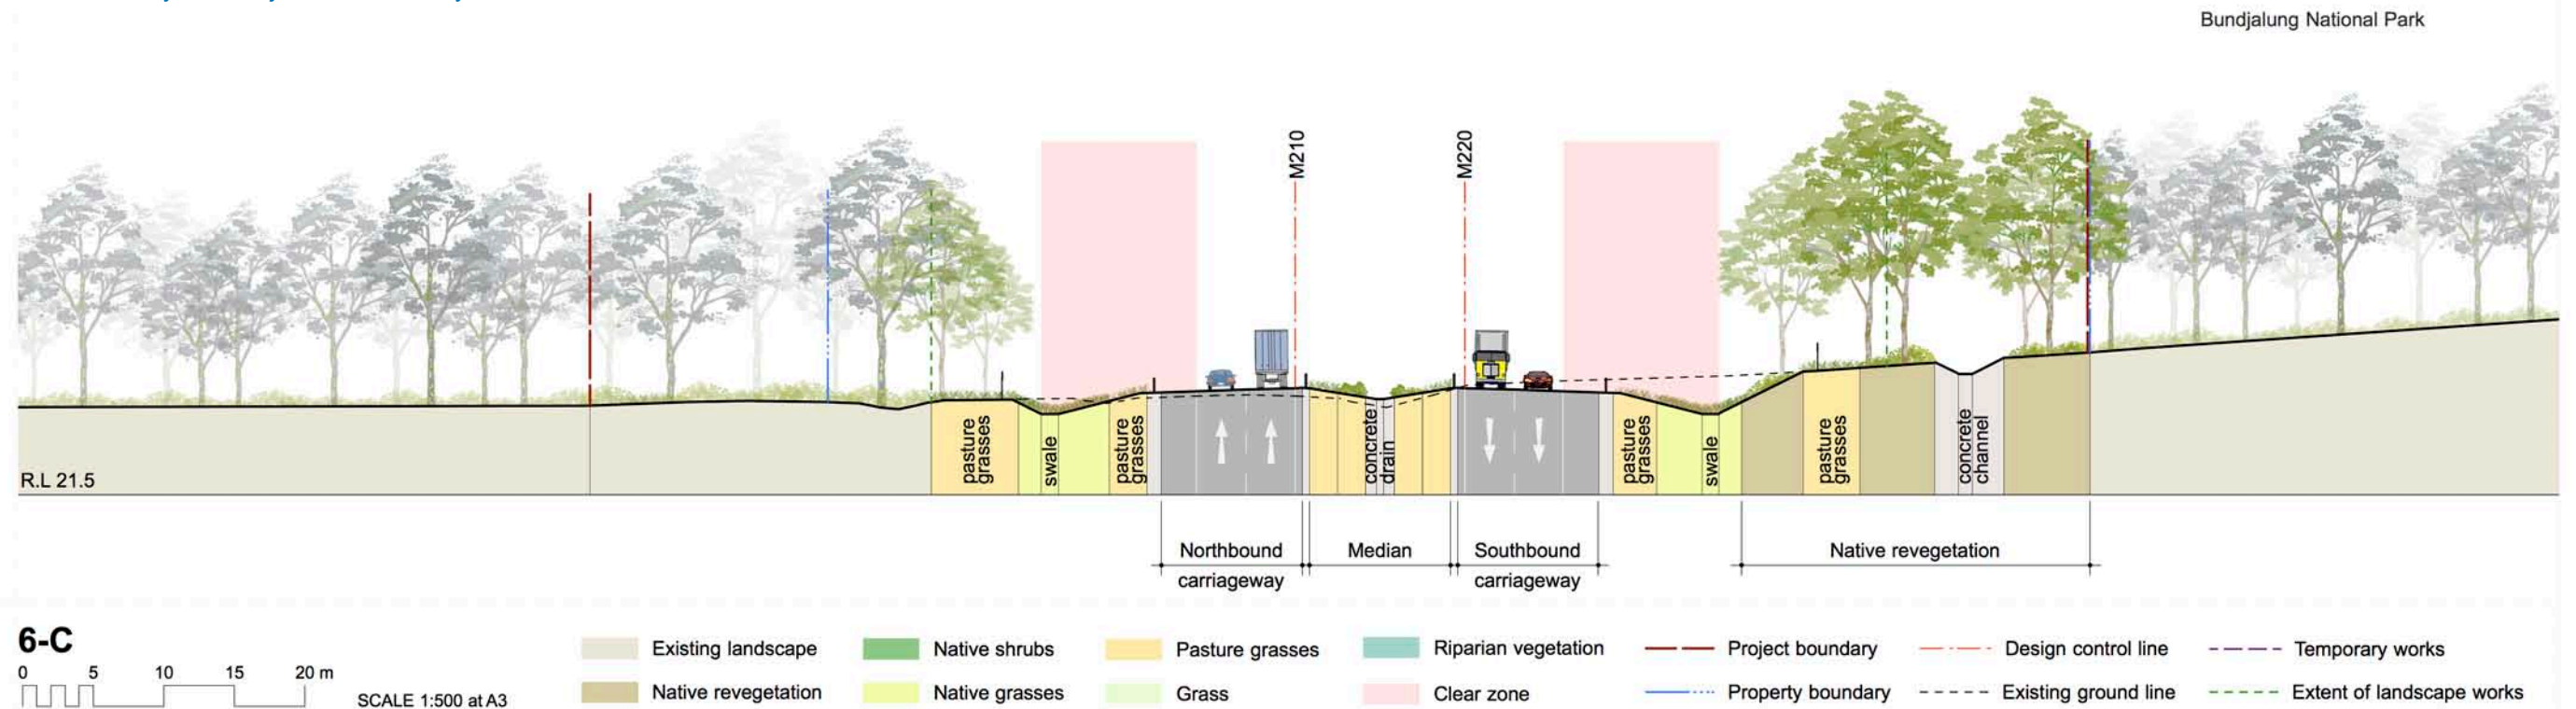 Bundjalung National Park
M210
M220
R.L 21.5
pasture
grasses
swale
pasture
grasses
concrete
drain
pasture
grasses
swale
pasture
grasses
concrete
channel
Northbound
carriageway
Median
Southbound
carriageway
Native revegetation
6-C
0 5 10 15 20 m
SCALE 1:500 at A3
Existing landscape
Native revegetation
Native shrubs
Native grasses
Pasture grasses
Grass
Riparian vegetation
Clear zone
Project boundary
Property boundary
Design control line
Existing ground line
Temporary works
Extent of landscape works